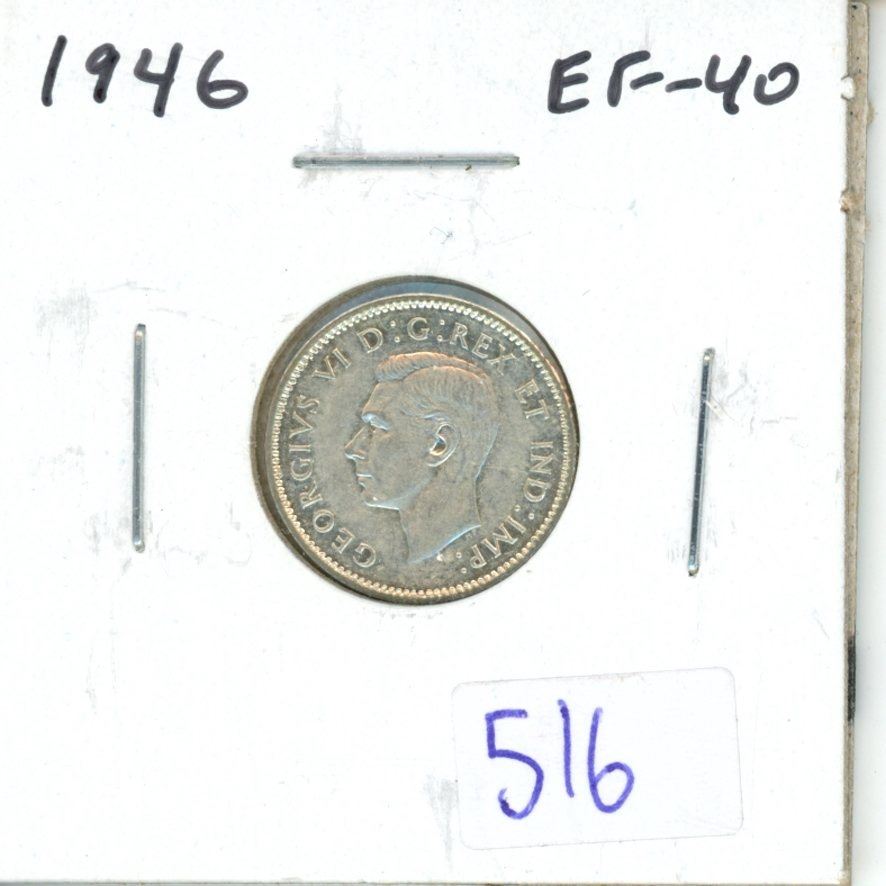 1946 EF-40
GEORGIVS VI D:G:REX ET IND:IMP:
516